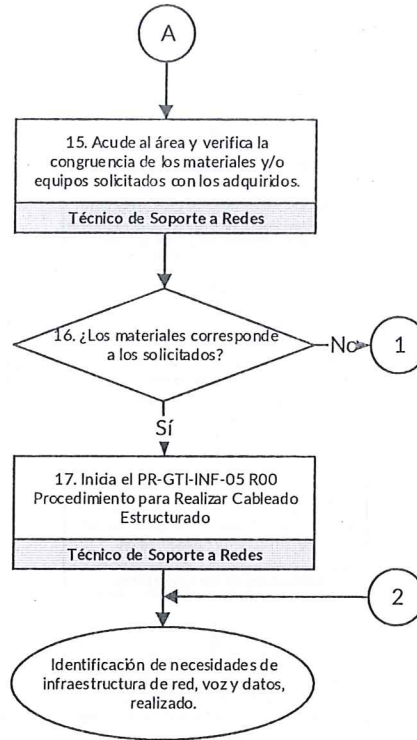 A
15. Acude al área y verifica la
congruencia de los materiales y/o
equipos solicitados con los adquiridos.
Técnico de Soporte a Redes
16. ¿Los materiales corresponde
a los solicitados?
No
1
Sí
17. Inicia el PR-GTI-INF-05 R00
Procedimiento para Realizar Cableado
Estructurado
Técnico de Soporte a Redes
2
Identificación de necesidades de
infraestructura de red, voz y datos,
realizado.